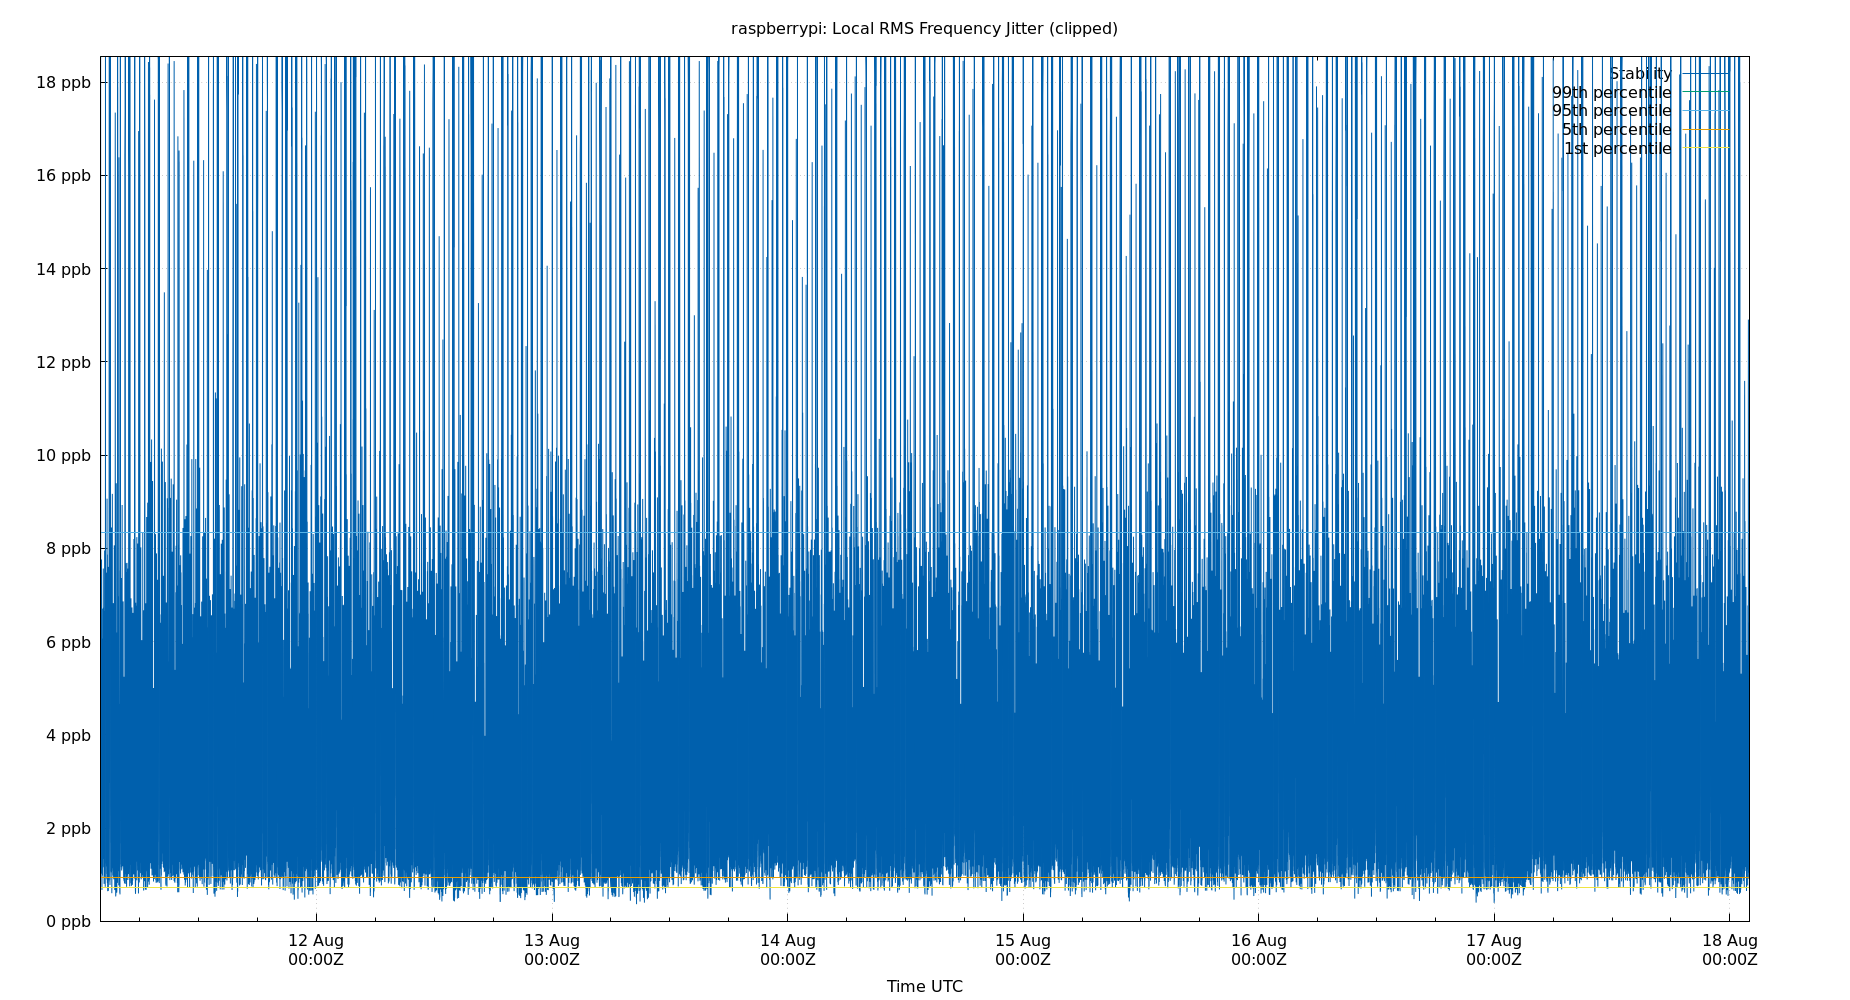 raspberrypi: Local RMS Frequency Jitter (clipped)
18 ppb
16 ppb
14 ppb
12 ppb
10 ppb
8 ppb
6 ppb
4 ppb
2 ppb
0 ppb
Stability
99th percentile
95th percentile
5th percentile
1st percentile
12 Aug 13 Aug 14 Aug 15 Aug 16 Aug 17 Aug 18 Aug
00:00Z 00:00Z 00:00Z 00:00Z 00:00Z 00:00Z 00:00Z
Time UTC